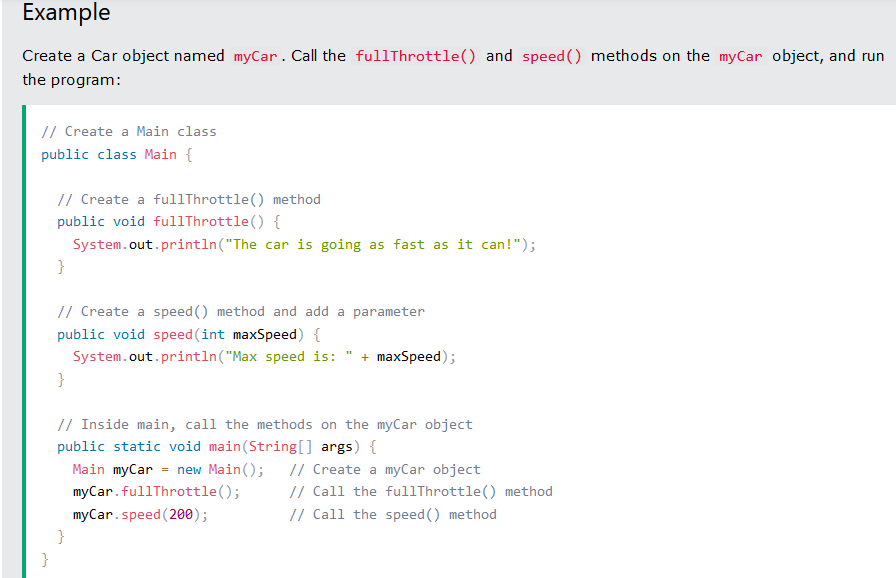 Example
Create a Car object named myCar. Call the fullThrottle() and speed() methods on the myCar object, and run
the program:
// Create a Main class
public class Main {
// Create a fullThrottle() method
public void fullThrottle() {
System.out.println("The car is going as fast as it can!");
}
// Create a speed() method and add a parameter
public void speed(int maxSpeed) {
System.out.println("Max speed is: " + maxSpeed);
}
// Inside main, call the methods on the myCar object
public static void main(String[] args) {
Main myCar = new Main();   // Create a myCar object
myCar.fullThrottle();      // Call the fullThrottle() method
myCar.speed(200);          // Call the speed() method
}
}